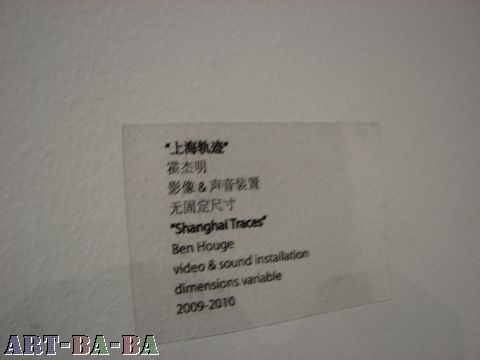 “上海轨迹”
霍杰明
影像 & 声音装置
无固定尺寸
“Shanghai Traces”
Ben Houge
video & sound installation
dimensions variable
2009-2010
ART-BA-BA